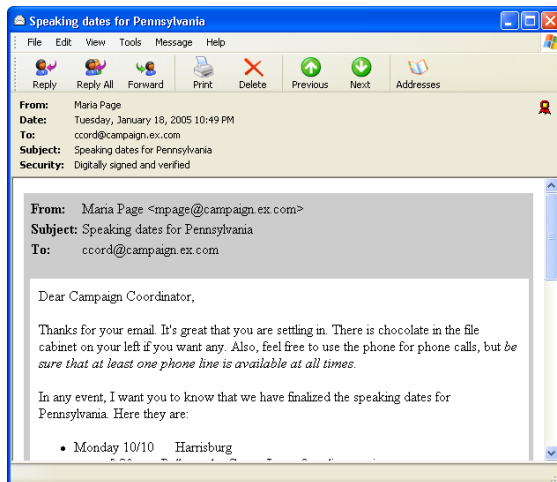 Speaking dates for Pennsylvania
File Edit View Tools Message Help
Reply Reply All Forward Print Delete Previous Next Addresses
From: Maria Page
Date: Tuesday, January 18, 2005 10:49 PM
To: ccord@campaign.ex.com
Subject: Speaking dates for Pennsylvania
Security: Digitally signed and verified
From: Maria Page <mpage@campaign.ex.com>
Subject: Speaking dates for Pennsylvania
To: ccord@campaign.ex.com
Dear Campaign Coordinator,
Thanks for your email. It's great that you are settling in. There is chocolate in the file
cabinet on your left if you want any. Also, feel free to use the phone for phone calls, but be
sure that at least one phone line is available at all times.
In any event, I want you to know that we have finalized the speaking dates for
Pennsylvania. Here they are:
• Monday 10/10 Harrisburg